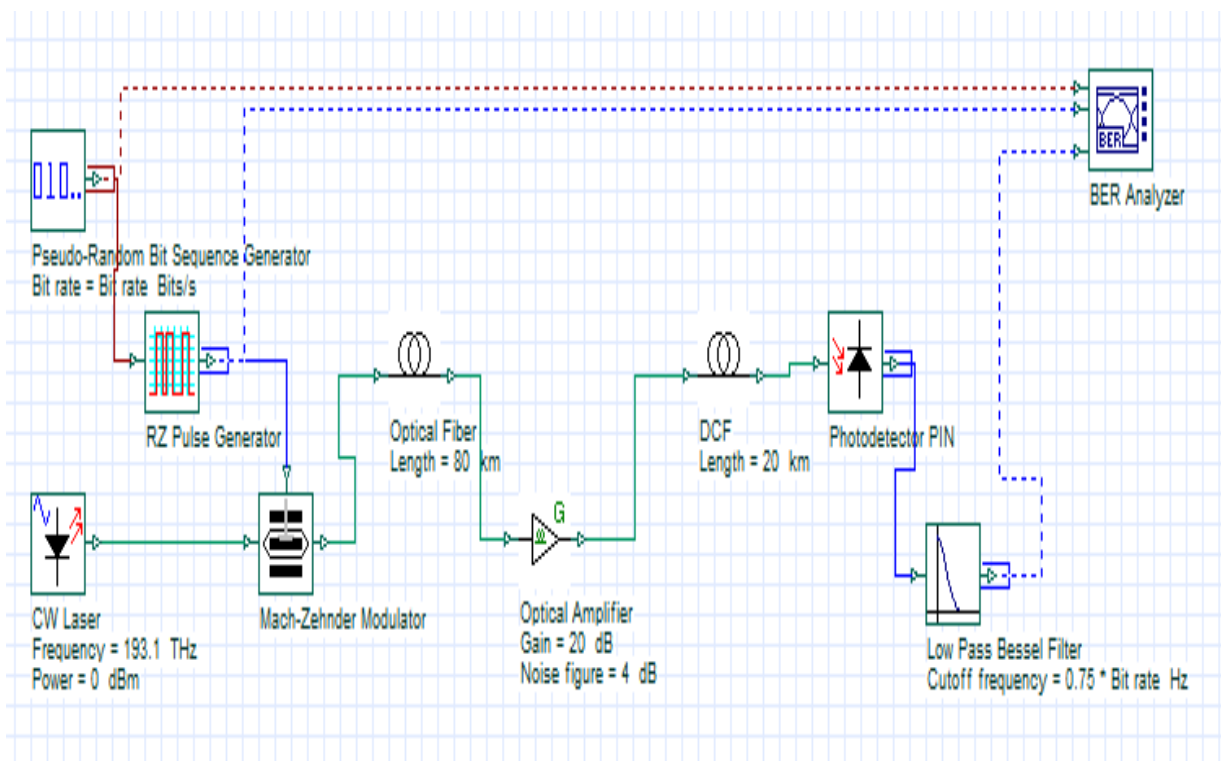 BER
BER Analyzer
010..
Pseudo-Random Bit Sequence Generator
Bit rate = Bit rate  Bits/s
RZ Pulse Generator
Optical Fiber
Length = 80  km
DCF
Length = 20  km
Photodetector PIN
G
CW Laser
Frequency = 193.1  THz
Power = 0  dBm
Mach-Zehnder Modulator
Optical Amplifier
Gain = 20  dB
Noise figure = 4  dB
Low Pass Bessel Filter
Cutoff frequency = 0.75 * Bit rate  Hz